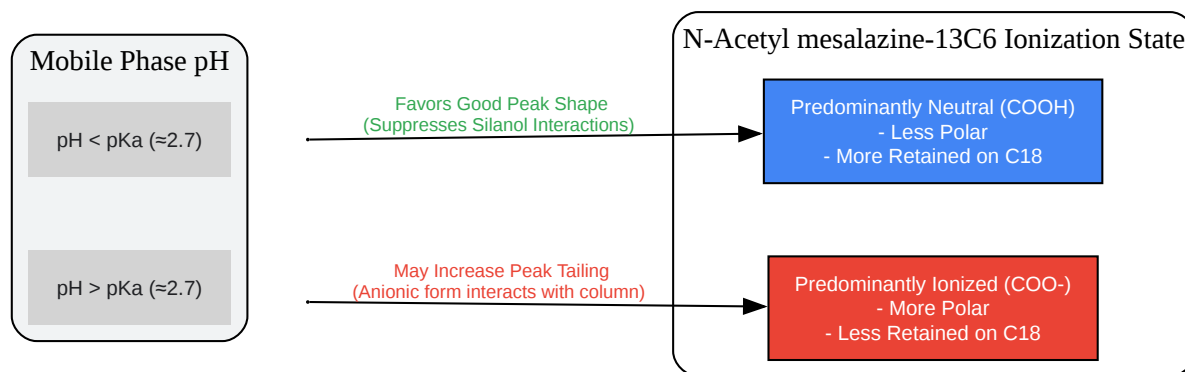 Mobile Phase pH
pH < pKa (≈2.7)
pH > pKa (≈2.7)
Favors Good Peak Shape
(Suppresses Silanol Interactions)
May Increase Peak Tailing
(Anionic form interacts with column)
N-Acetyl mesalazine-13C6 Ionization State
Predominantly Neutral (COOH)
- Less Polar
- More Retained on C18
Predominantly Ionized (COO-)
- More Polar
- Less Retained on C18